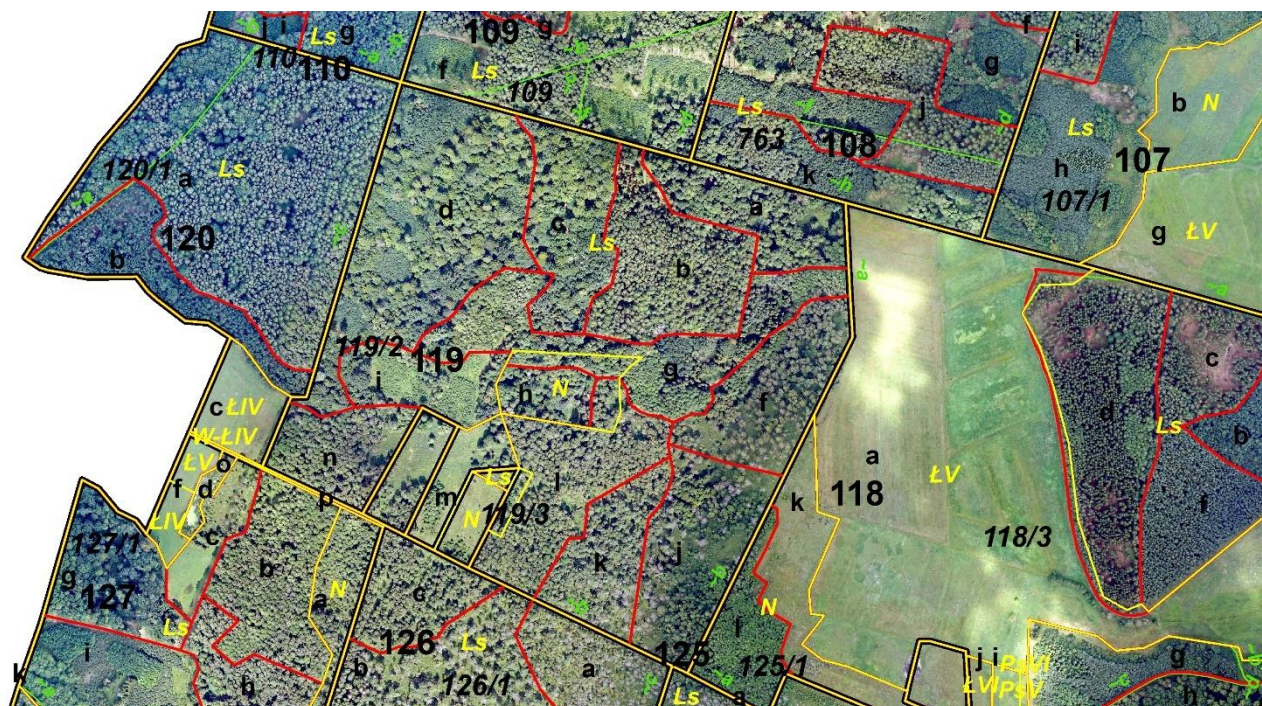 j i Ls g
110 110
109 g
f Ls
109
f
i
g
b N
Ls
763 108
j
Ls
h 107
107/1
k
120/1 a Ls
120
b
d
c
Ls
a
b
g ŁV
~a
~a
119/2 119
i
h N
g
f
c ŁIV
W-ŁIV
ŁV o
f d
ŁIV
c
n
p
m
Ls
N 119/3
l
k
j
a ŁV
118
k
118/3
c
d
Ls
b
f
127/1
g 127
b
a N
c
126
Ls
b
126/1
a
Ls
i
k
h
N
f
125 125/1
~a
Ls a
j i PsVI
ŁVI PsV
g
h